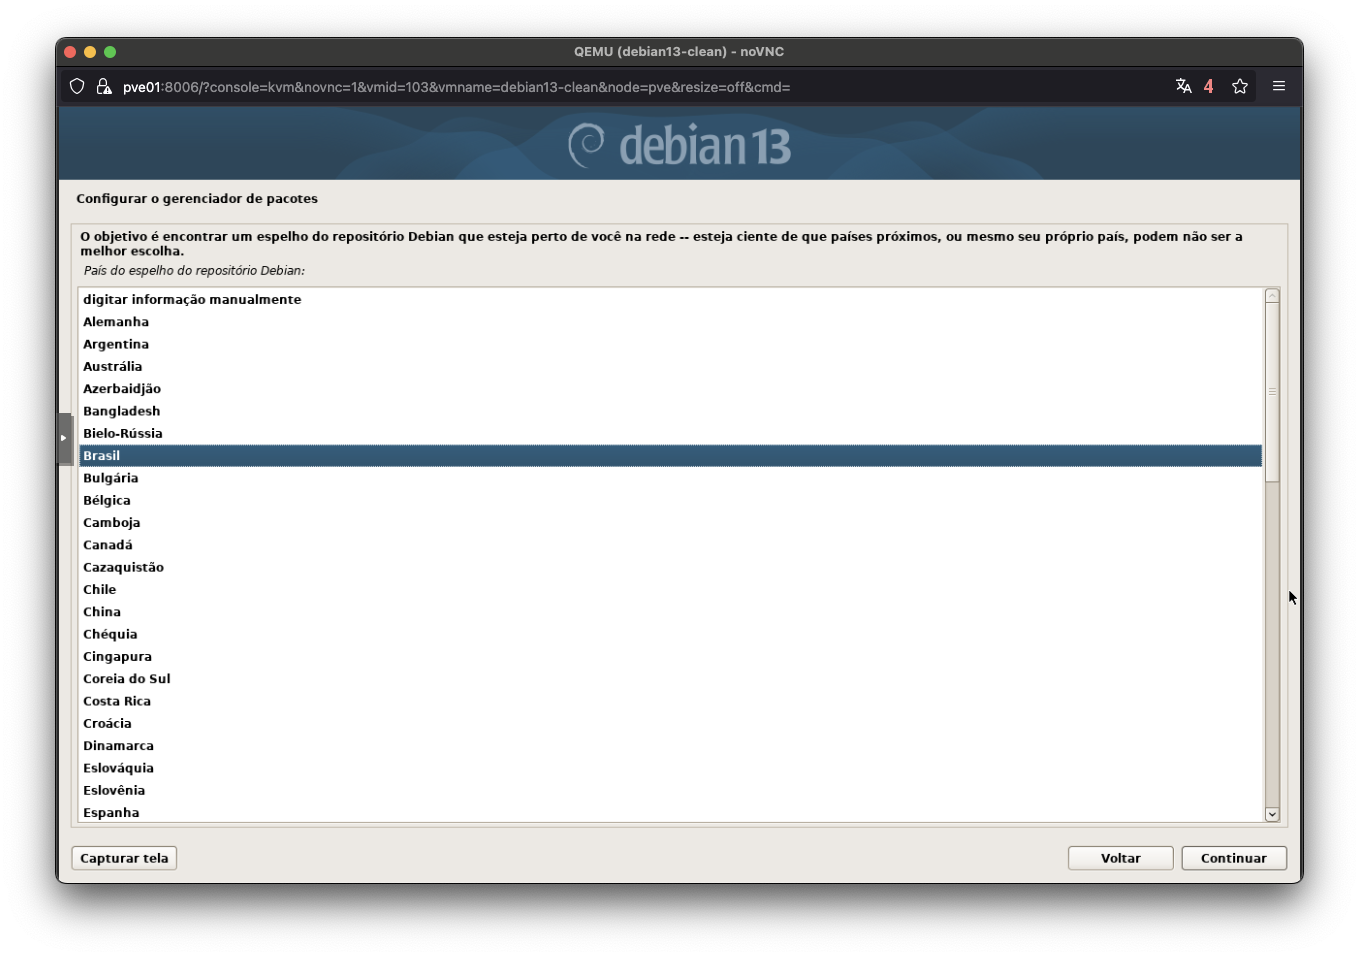 QEMU (debian13-clean) - noVNC
pve01:8006/?console=kvm&novnc=1&vmid=103&vmname=debian13-clean&node=pve&resize=off&cmd=
4
debian 13
Configurar o gerenciador de pacotes
O objetivo é encontrar um espelho do repositório Debian que esteja perto de você na rede -- esteja ciente de que países próximos, ou mesmo seu próprio país, podem não ser a
melhor escolha.
País do espelho do repositório Debian:
digitar informação manualmente
Alemanha
Argentina
Austrália
Azerbaidjão
Bangladesh
Bielo-Rússia
Brasil
Bulgária
Bélgica
Camboja
Canadá
Cazaquistão
Chile
China
Chéquia
Cingapura
Coreia do Sul
Costa Rica
Croácia
Dinamarca
Eslováquia
Eslovênia
Espanha
Capturar tela
Voltar
Continuar